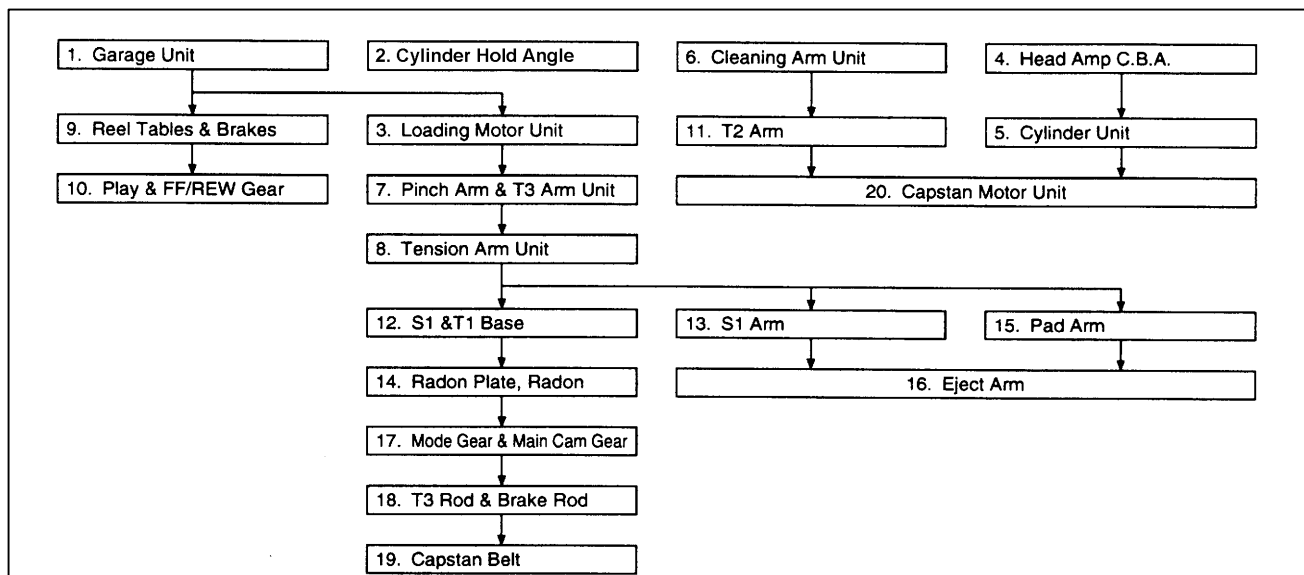 1. Garage Unit
2. Cylinder Hold Angle
6. Cleaning Arm Unit
4. Head Amp C.B.A.
9. Reel Tables & Brakes
3. Loading Motor Unit
11. T2 Arm
5. Cylinder Unit
10. Play & FF/REW Gear
7. Pinch Arm & T3 Arm Unit
20. Capstan Motor Unit
8. Tension Arm Unit
12. S1 &T1 Base
13. S1 Arm
15. Pad Arm
14. Radon Plate, Radon
16. Eject Arm
17. Mode Gear & Main Cam Gear
18. T3 Rod & Brake Rod
19. Capstan Belt